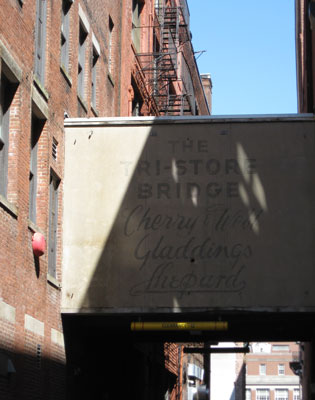 THE
TRI-STORE
BRIDGE
Cherry & Webb
Gladdings
Shepard